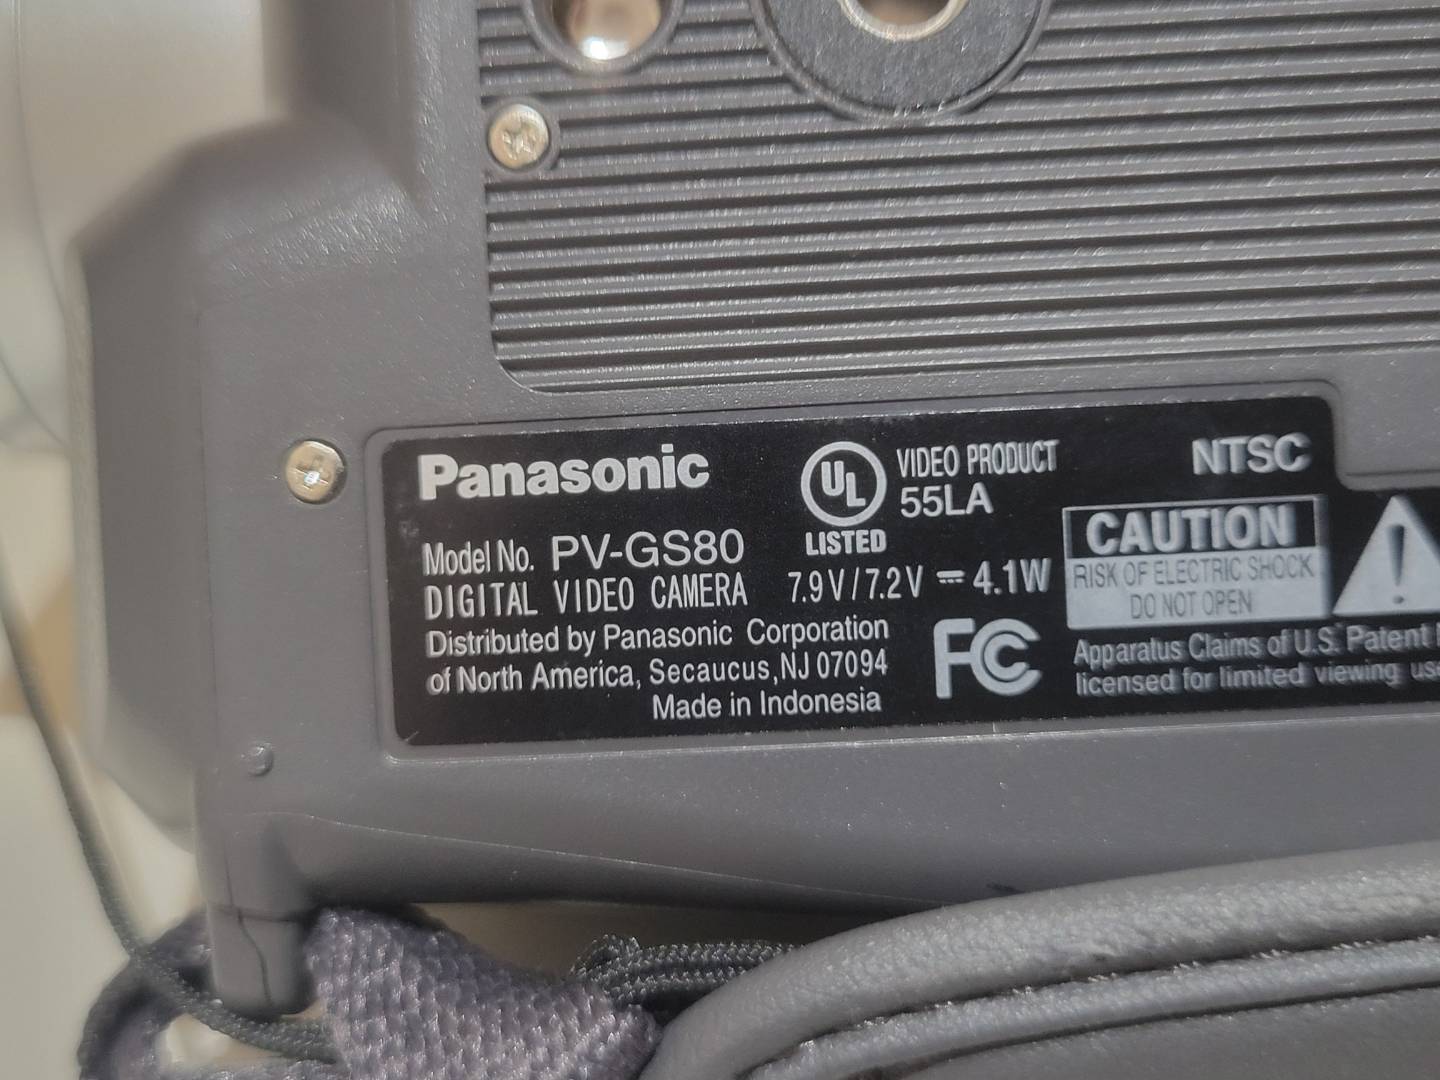 Panasonic
Model No. PV-GS80
DIGITAL VIDEO CAMERA
Distributed by Panasonic Corporation
of North America, Secaucus, NJ 07094
Made in Indonesia
UL
LISTED
VIDEO PRODUCT
55LA
7.9V/7.2V ⎓ 4.1W
FC
NTSC
CAUTION
RISK OF ELECTRIC SHOCK
DO NOT OPEN
!
Apparatus Claims of U.S. Patent
licensed for limited viewing